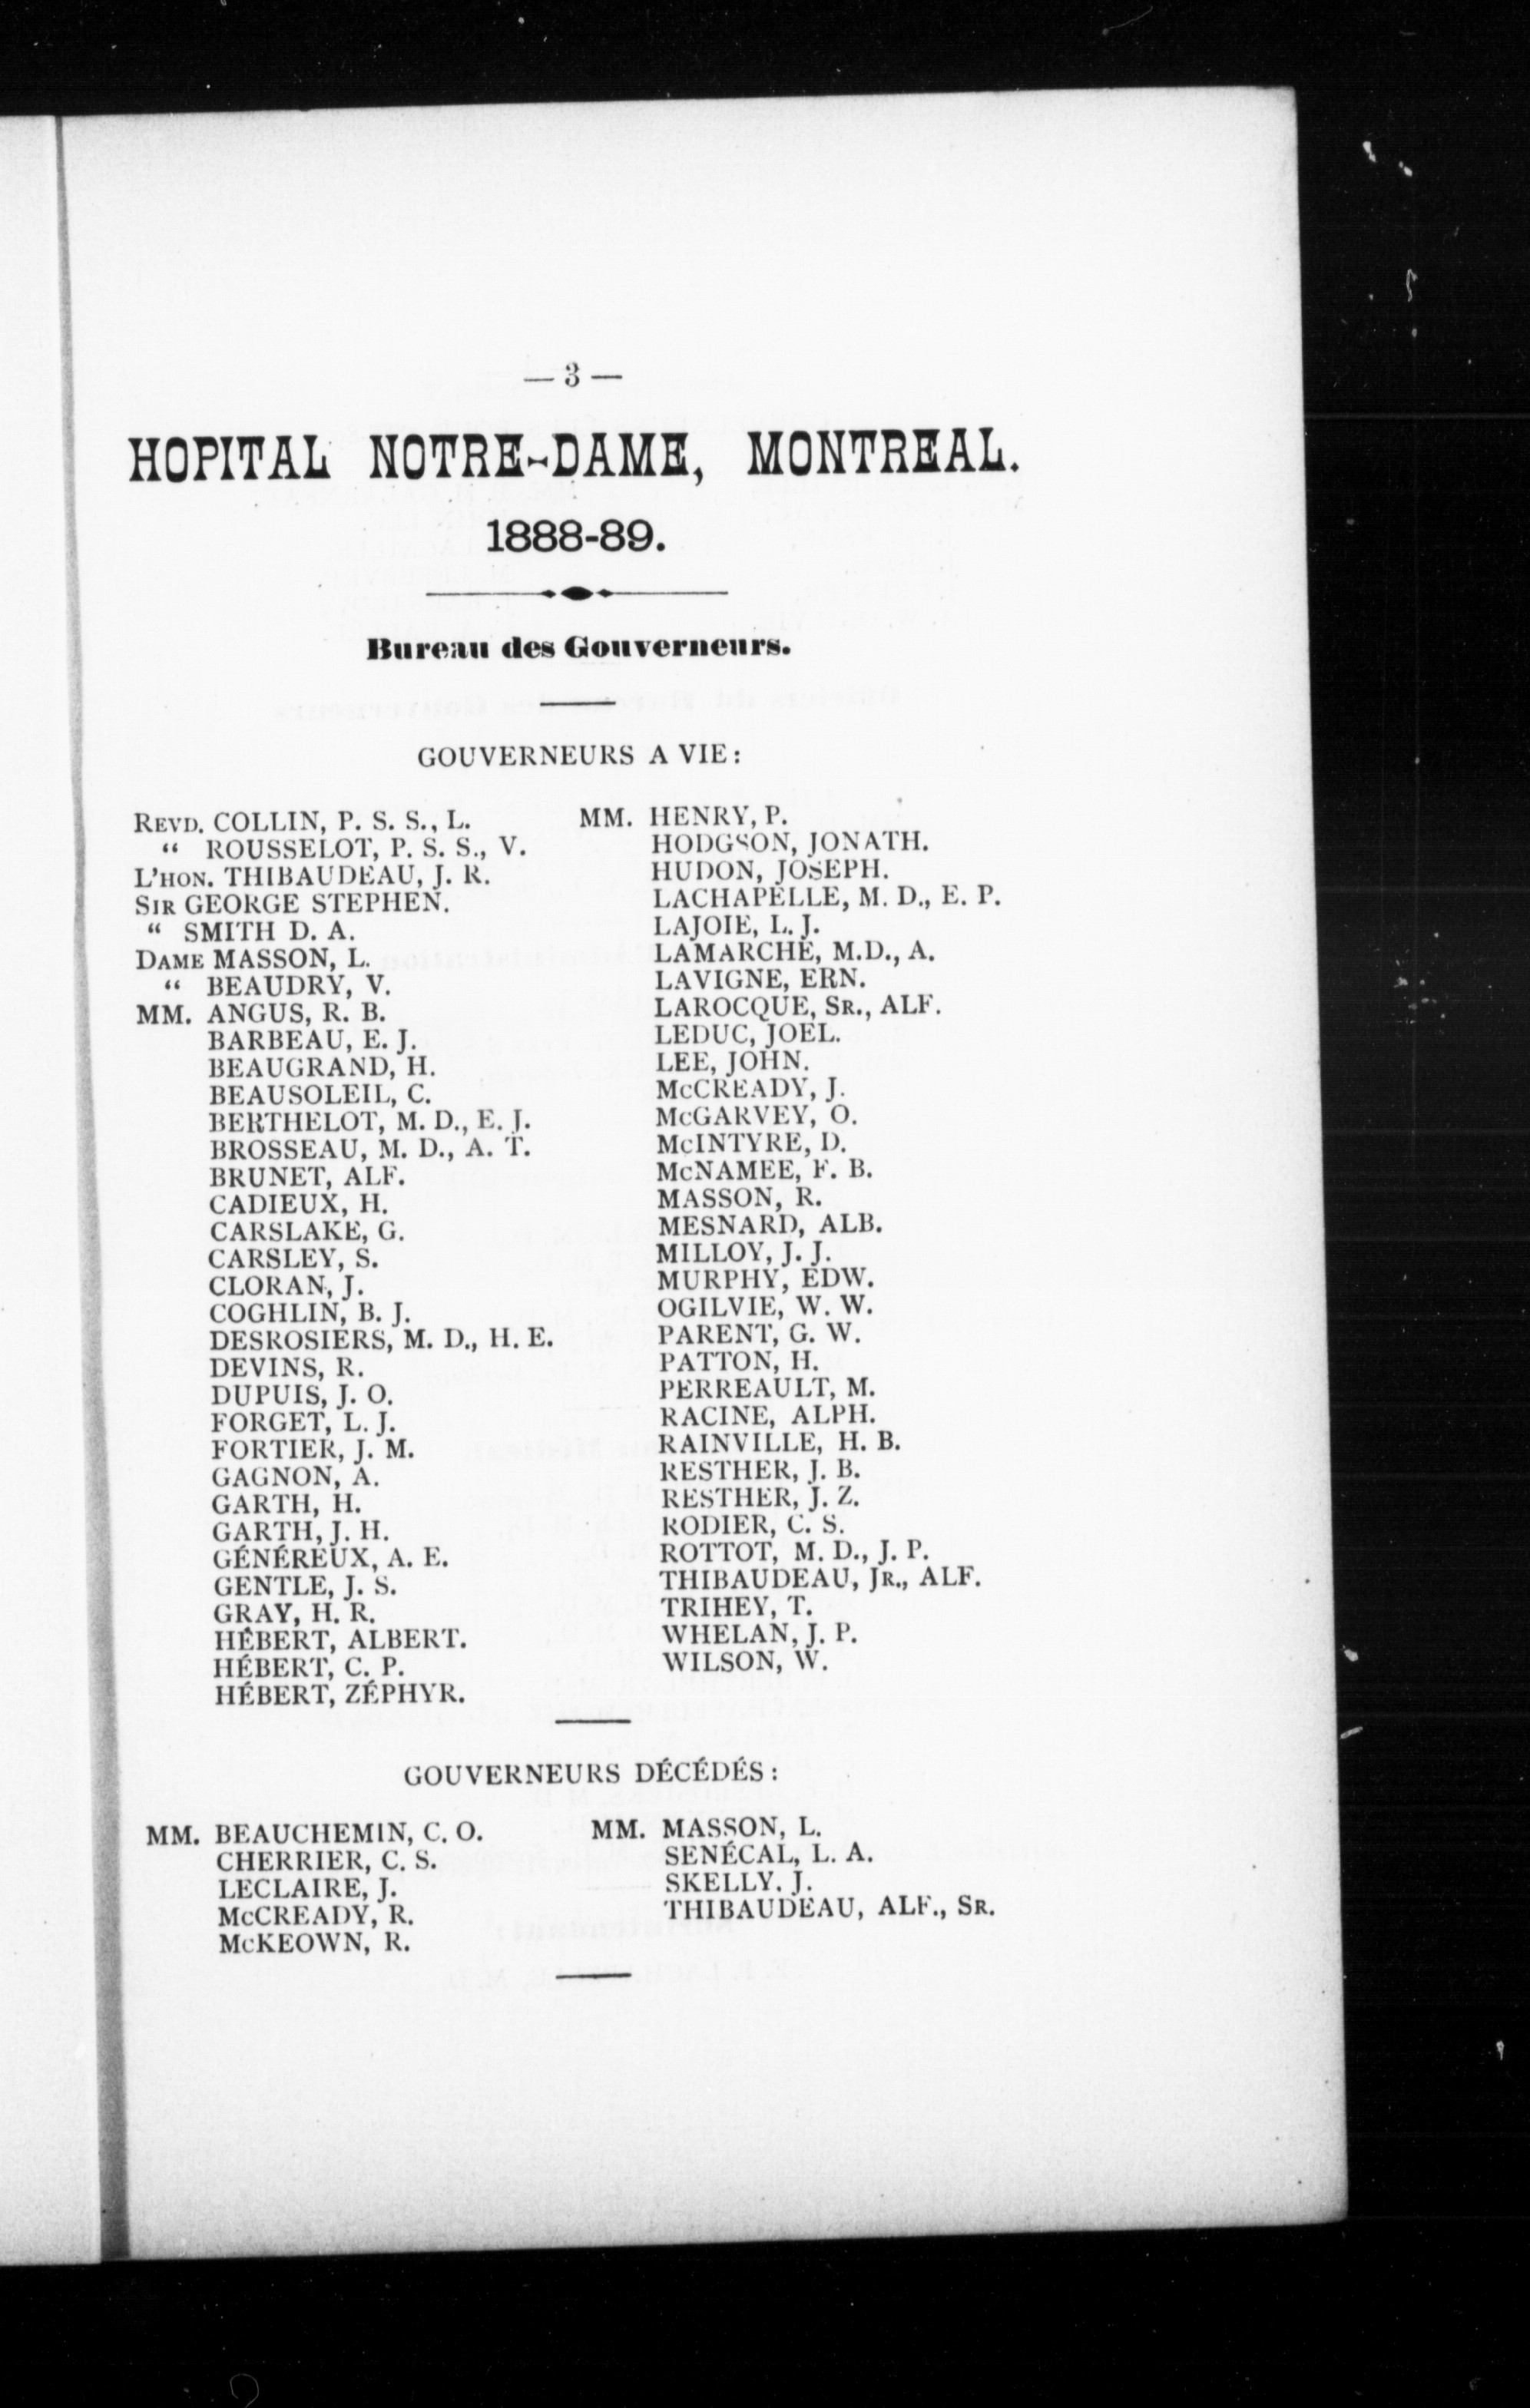 — 3 —
HOPITAL NOTRE-DAME, MONTREAL.
1888-89.
Bureau des Gouverneurs.
GOUVERNEURS A VIE :
REVD. COLLIN, P. S. S., L.
“ ROUSSELOT, P. S. S., V.
L'HON. THIBAUDEAU, J. R.
SIR GEORGE STEPHEN.
“ SMITH D. A.
DAME MASSON, L.
“ BEAUDRY, V.
MM. ANGUS, R. B.
BARBEAU, E. J.
BEAUGRAND, H.
BEAUSOLEIL, C.
BERTHELOT, M. D., E. J.
BROSSEAU, M. D., A. T.
BRUNET, ALF.
CADIEUX, H.
CARSLAKE, G.
CARSLEY, S.
CLORAN, J.
COGHLIN, B. J.
DESROSIERS, M. D., H. E.
DEVINS, R.
DUPUIS, J. O.
FORGET, L. J.
FORTIER, J. M.
GAGNON, A.
GARTH, H.
GARTH, J. H.
GÉNÉREUX, A. E.
GENTLE, J. S.
GRAY, H. R.
HÊBERT, ALBERT.
HÉBERT, C. P.
HÉBERT, ZÉPHYR.
MM. HENRY, P.
HODGSON, JONATH.
HUDON, JOSEPH.
LACHAPELLE, M. D., E. P.
LAJOIE, L. J.
LAMARCHE, M.D., A.
LAVIGNE, ERN.
LAROCQUE, SR., ALF.
LEDUC, JOEL.
LEE, JOHN.
McCREADY, J.
McGARVEY, O.
McINTYRE, D.
McNAMEE, F. B.
MASSON, R.
MESNARD, ALB.
MILLOY, J. J.
MURPHY, EDW.
OGILVIE, W. W.
PARENT, G. W.
PATTON, H.
PERREAULT, M.
RACINE, ALPH.
RAINVILLE, H. B.
RESTHER, J. B.
RESTHER, J. Z.
RODIER, C. S.
ROTTOT, M. D., J. P.
THIBAUDEAU, JR., ALF.
TRIHEY, T.
WHELAN, J. P.
WILSON, W.
GOUVERNEURS DÉCÉDÉS :
MM. BEAUCHEMIN, C. O.
CHERRIER, C. S.
LECLAIRE, J.
McCREADY, R.
McKEOWN, R.
MM. MASSON, L.
SENÉCAL, L. A.
SKELLY. J.
THIBAUDEAU, ALF., SR.